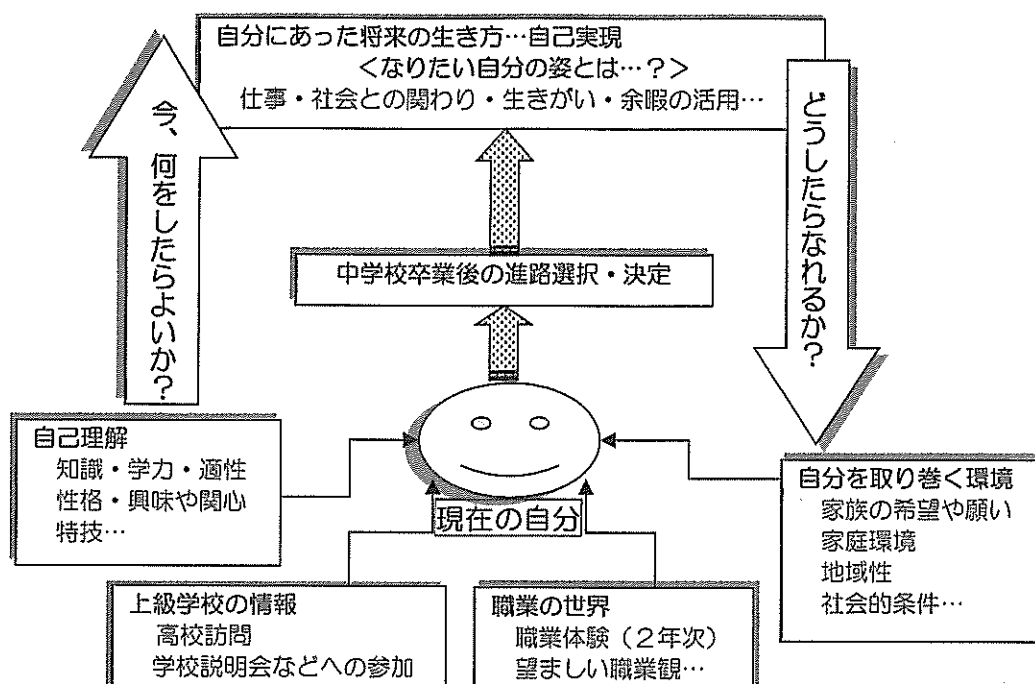 自分にあった将来の生き方…自己実現
＜なりたい自分の姿とは…？＞
仕事・社会との関わり・生きがい・余暇の活用…
今、何をしたらよいか？
どうしたらなれるか？
中学校卒業後の進路選択・決定
自己理解
知識・学力・適性
性格・興味や関心
特技…
現在の自分
自分を取り巻く環境
家族の希望や願い
家庭環境
地域性
社会的条件…
上級学校の情報
高校訪問
学校説明会などへの参加
職業の世界
職業体験（２年次）
望ましい職業観…